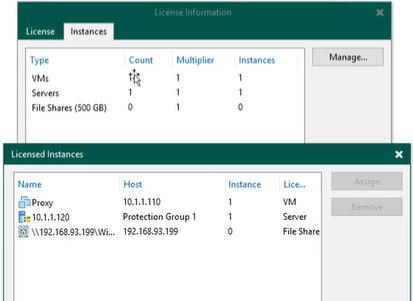 License Information
License Instances
Type Count Multiplier Instances
Manage...
VMs 1 1
Servers 1 1 1
File Shares (500 GB) 0 1 0
Licensed Instances
Name Host Instance Lice...
Assign
Proxy 10.1.1.110 1 VM
10.1.1.120 Protection Group 1 1 Server
Remove
\\192.168.93.199\Wi... 192.168.93.199 0 File Share